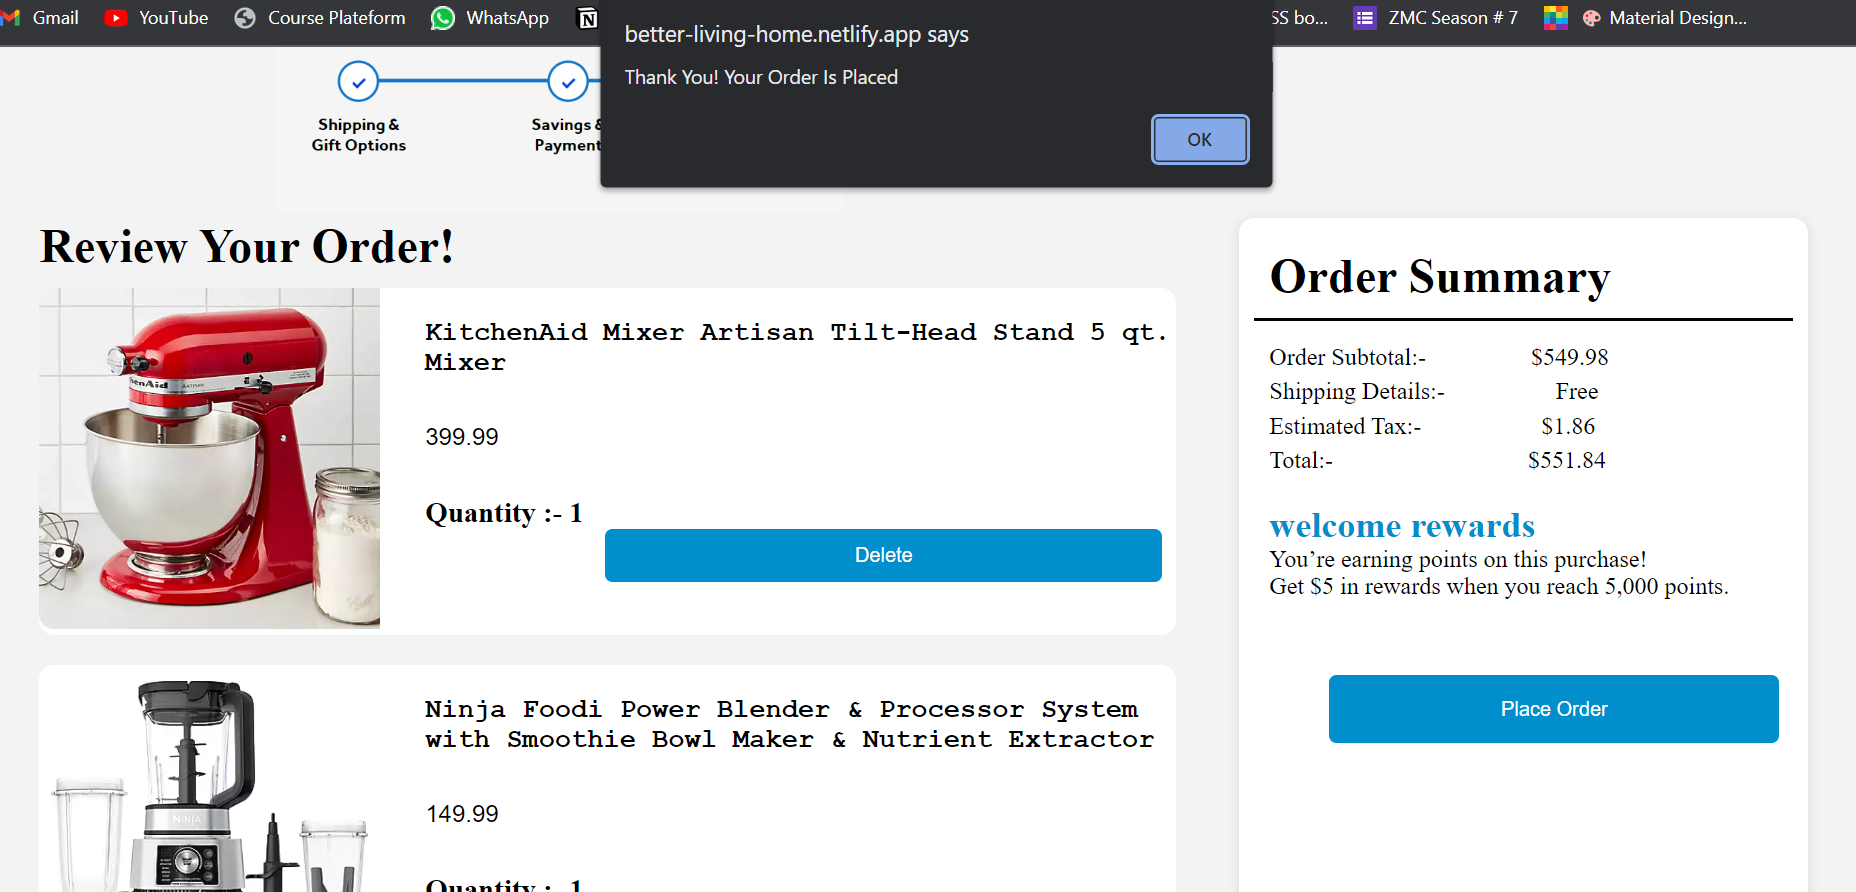 Gmail
YouTube
Course Plateform
WhatsApp
SS bo...
ZMC Season # 7
Material Design...
better-living-home.netlify.app says
Thank You! Your Order Is Placed
OK
Shipping &
Gift Options
Savings &
Payment
Review Your Order!
KitchenAid Mixer Artisan Tilt-Head Stand 5 qt.
Mixer
399.99
Quantity :- 1
Delete
Ninja Foodi Power Blender & Processor System
with Smoothie Bowl Maker & Nutrient Extractor
149.99
NINJA
Quantity :- 1
Order Summary
Order Subtotal:- $549.98
Shipping Details:- Free
Estimated Tax:- $1.86
Total:- $551.84
welcome rewards
You’re earning points on this purchase!
Get $5 in rewards when you reach 5,000 points.
Place Order